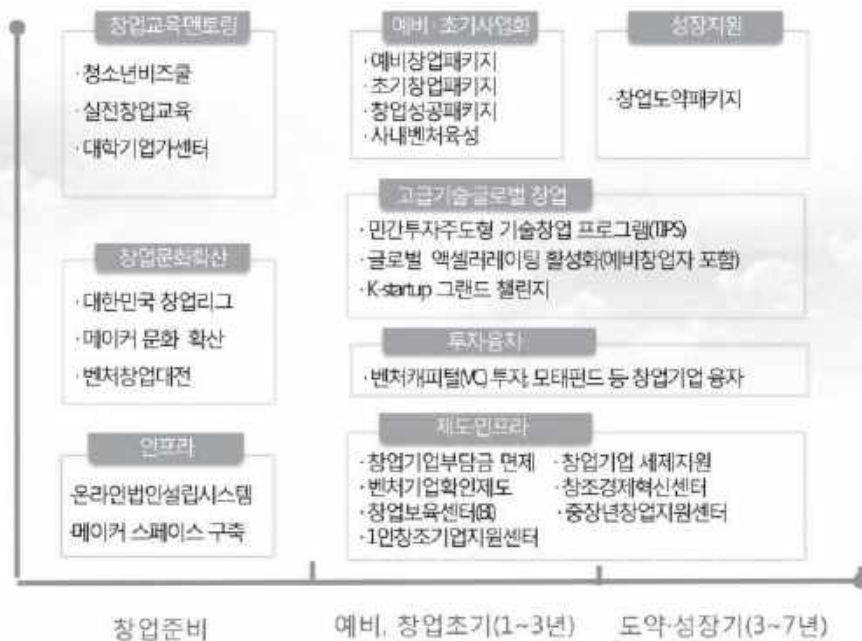 창업교육·멘토링
·청소년비즈쿨
·실전창업교육
·대학기업가센터
예비·초기사업화
·예비창업패키지
·초기창업패키지
·창업성공패키지
·사내벤처육성
성장지원
·창업도약패키지
고급기술·글로벌 창업
·민간투자주도형 기술창업 프로그램(TIPS)
·글로벌 액셀러레이팅 활성화(예비창업자 포함)
·K-startup 그랜드 챌린지
창업문화확산
·대한민국 창업리그
·메이커 문화 확산
·벤처창업대전
투자·융자
·벤처캐피털(VC) 투자, 모태펀드 등 창업기업 융자
인프라
·온라인법인설립시스템
·메이커 스페이스 구축
제도·인프라
·창업기업부담금 면제 ·창업기업 세제지원
·벤처기업확인제도 ·창조경제혁신센터
·창업보육센터(BI) ·중장년창업지원센터
·1인창조기업지원센터
창업준비 예비, 창업초기(1~3년) 도약·성장기(3~7년)